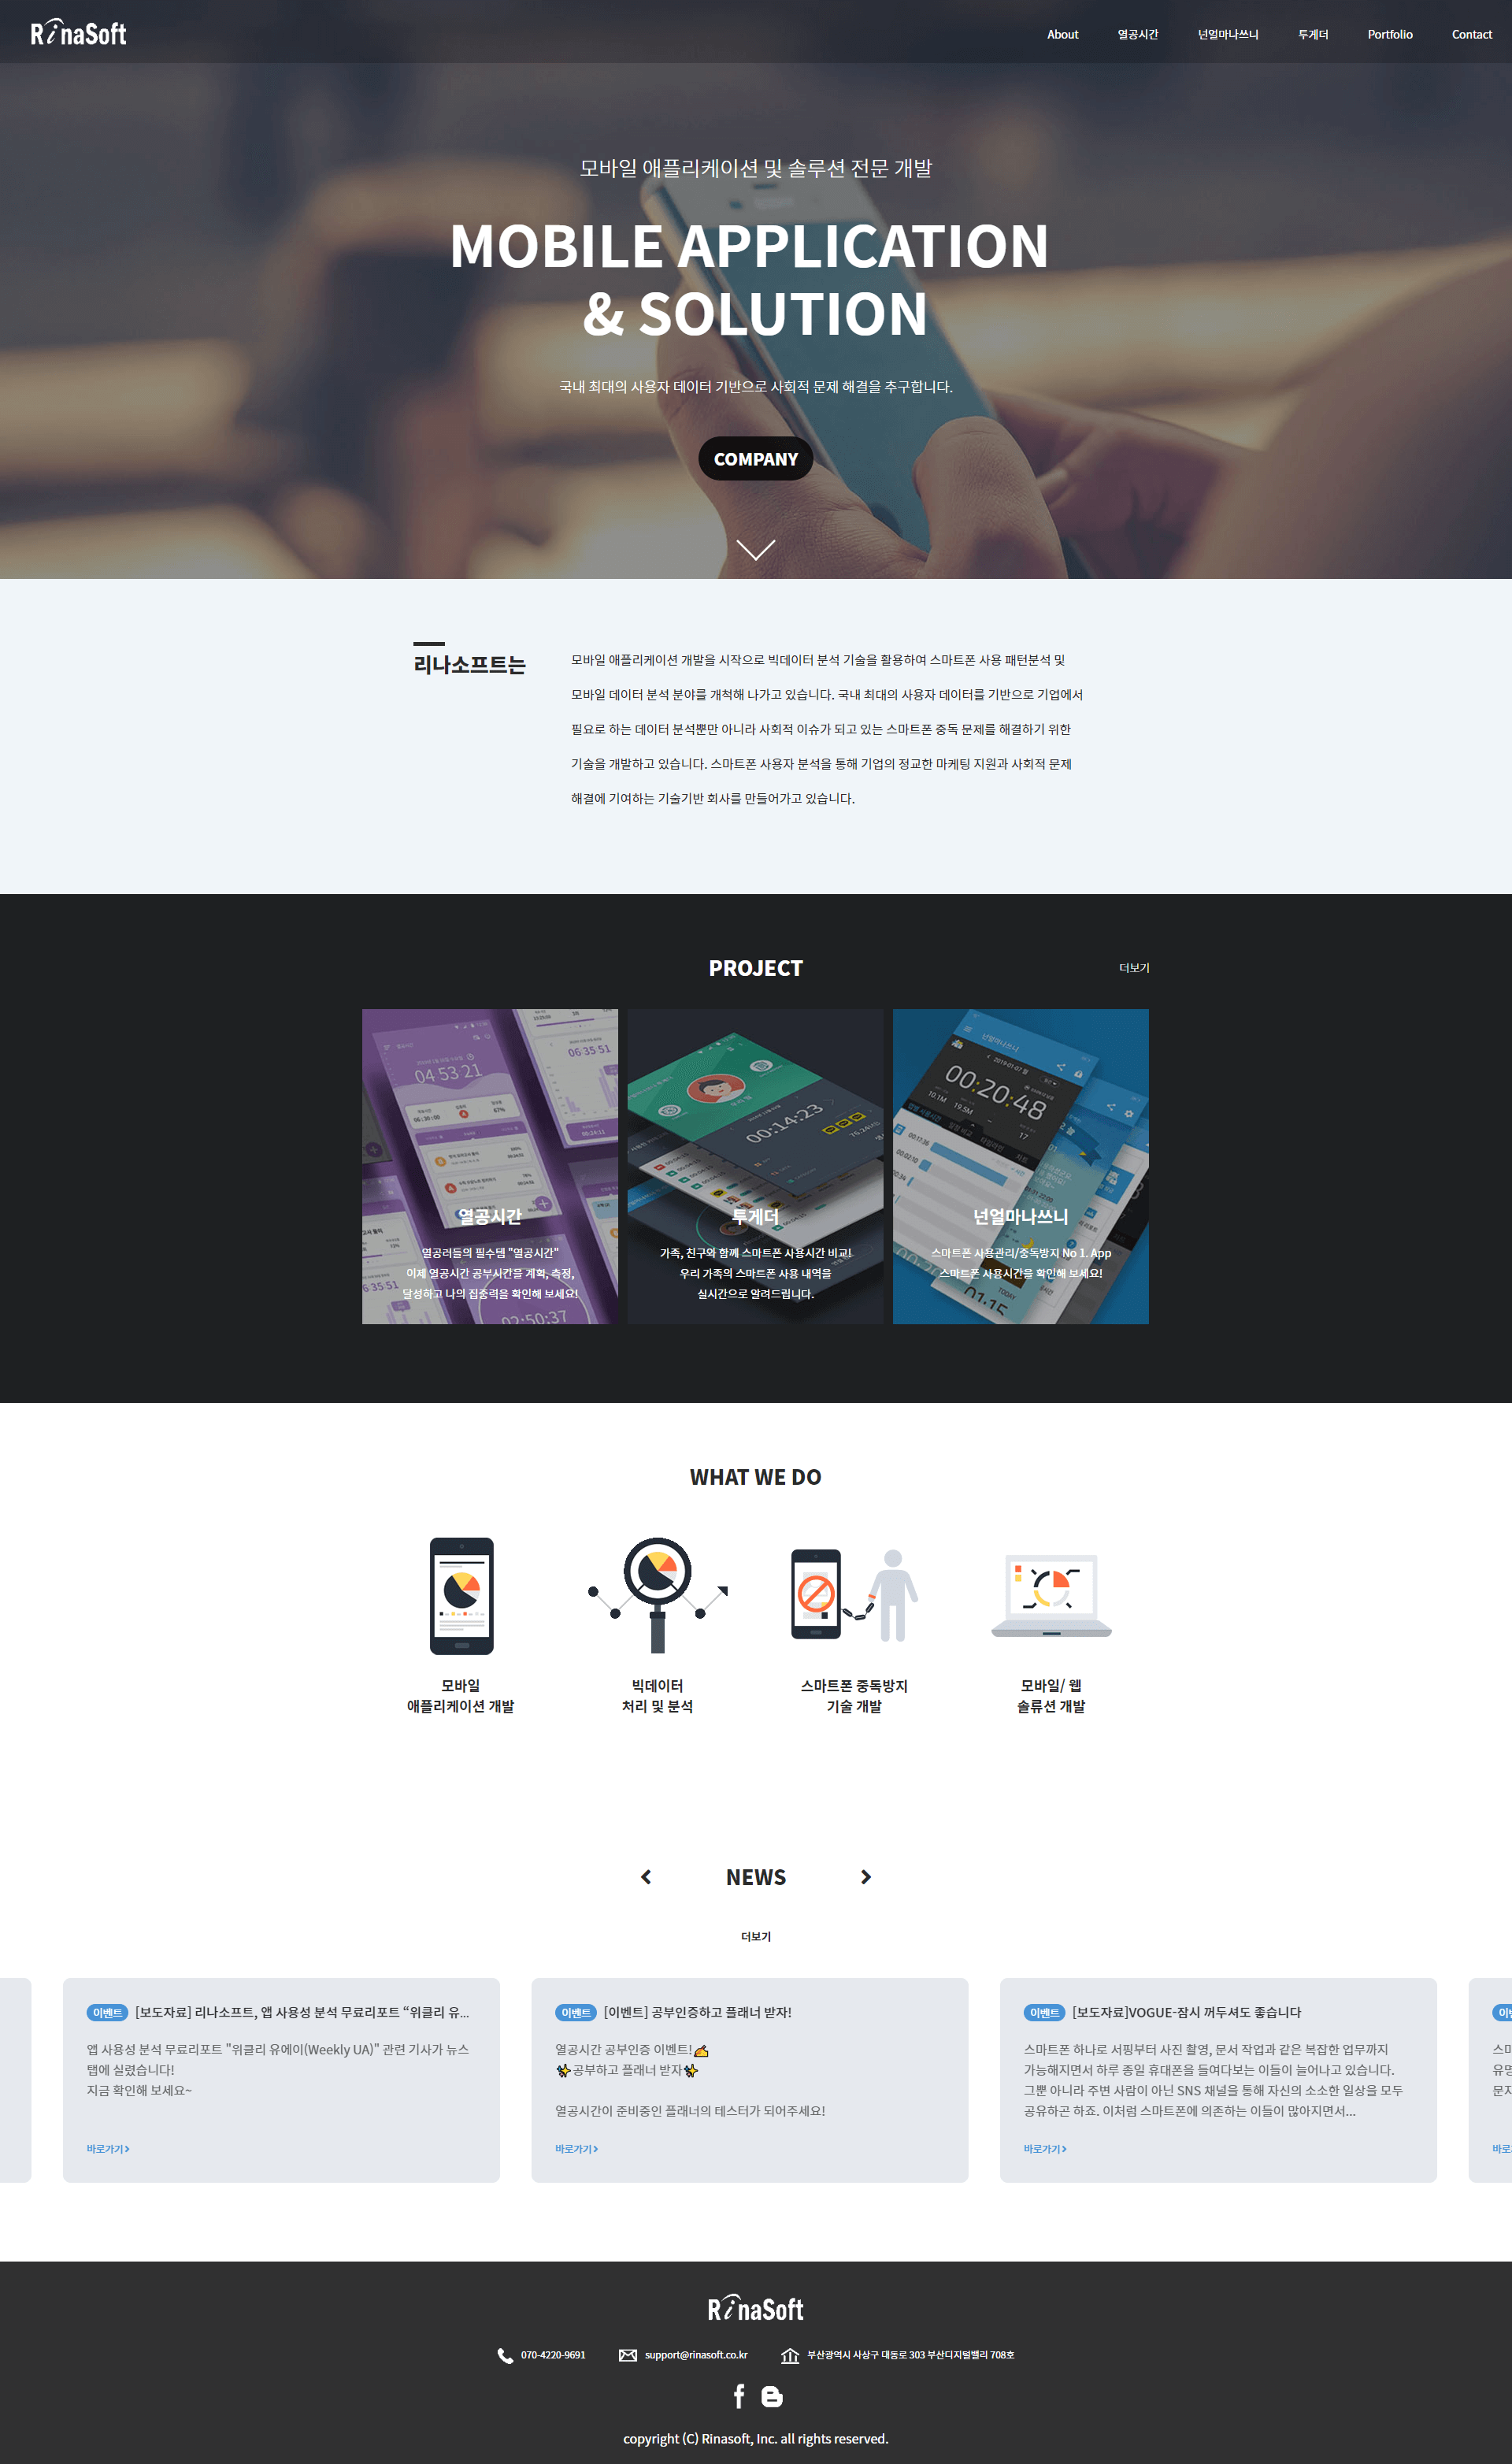 RinaSoft
About 열공시간 넌얼마나쓰니 투게더 Portfolio Contact
모바일 애플리케이션 및 솔루션 전문 개발
MOBILE APPLICATION
& SOLUTION
국내 최대의 사용자 데이터 기반으로 사회적 문제 해결을 추구합니다.
COMPANY
리나소프트는
모바일 애플리케이션 개발을 시작으로 빅데이터 분석 기술을 활용하여 스마트폰 사용 패턴분석 및
모바일 데이터 분석 분야를 개척해 나가고 있습니다. 국내 최대의 사용자 데이터를 기반으로 기업에서
필요로 하는 데이터 분석뿐만 아니라 사회적 이슈가 되고 있는 스마트폰 중독 문제를 해결하기 위한
기술을 개발하고 있습니다. 스마트폰 사용자 분석을 통해 기업의 정교한 마케팅 지원과 사회적 문제
해결에 기여하는 기술기반 회사를 만들어가고 있습니다.
PROJECT
더보기
04 53 21
06:35:51
열공시간
열공러들의 필수템 "열공시간"
이제 열공시간 공부시간을 계획, 측정,
달성하고 나의 집중력을 확인해 보세요!
02:50:37
00:14:23
투게더
가족, 친구와 함께 스마트폰 사용시간 비교!
우리 가족의 스마트폰 사용 내역을
실시간으로 알려드립니다.
넌얼마나쓰니
2019-01-07 월
00:20:48
10.1M 19.5M
17
넌얼마나쓰니
스마트폰 사용관리/중독방지 No 1. App
스마트폰 사용시간을 확인해 보세요!
TODAY
01:15
WHAT WE DO
모바일
애플리케이션 개발
빅데이터
처리 및 분석
스마트폰 중독방지
기술 개발
모바일/ 웹
솔류션 개발
NEWS
더보기
이벤트 [보도자료] 리나소프트, 앱 사용성 분석 무료리포트 “위클리 유...
앱 사용성 분석 무료리포트 "위클리 유에이(Weekly UA)" 관련 기사가 뉴스
탭에 실렸습니다!
지금 확인해 보세요~
바로가기
이벤트 [이벤트] 공부인증하고 플래너 받자!
열공시간 공부인증 이벤트!✍
✨공부하고 플래너 받자✨
열공시간이 준비중인 플래너의 테스터가 되어주세요!
바로가기
이벤트 [보도자료]VOGUE-잠시 꺼두셔도 좋습니다
스마트폰 하나로 서핑부터 사진 촬영, 문서 작업과 같은 복잡한 업무까지
가능해지면서 하루 종일 휴대폰을 들여다보는 이들이 늘어나고 있습니다.
그뿐 아니라 주변 사람이 아닌 SNS 채널을 통해 자신의 소소한 일상을 모두
공유하곤 하죠. 이처럼 스마트폰에 의존하는 이들이 많아지면서...
바로가기
RinaSoft
070-4220-9691 support@rinasoft.co.kr 부산광역시 사상구 대동로 303 부산디지털밸리 708호
copyright (C) Rinasoft, Inc. all rights reserved.